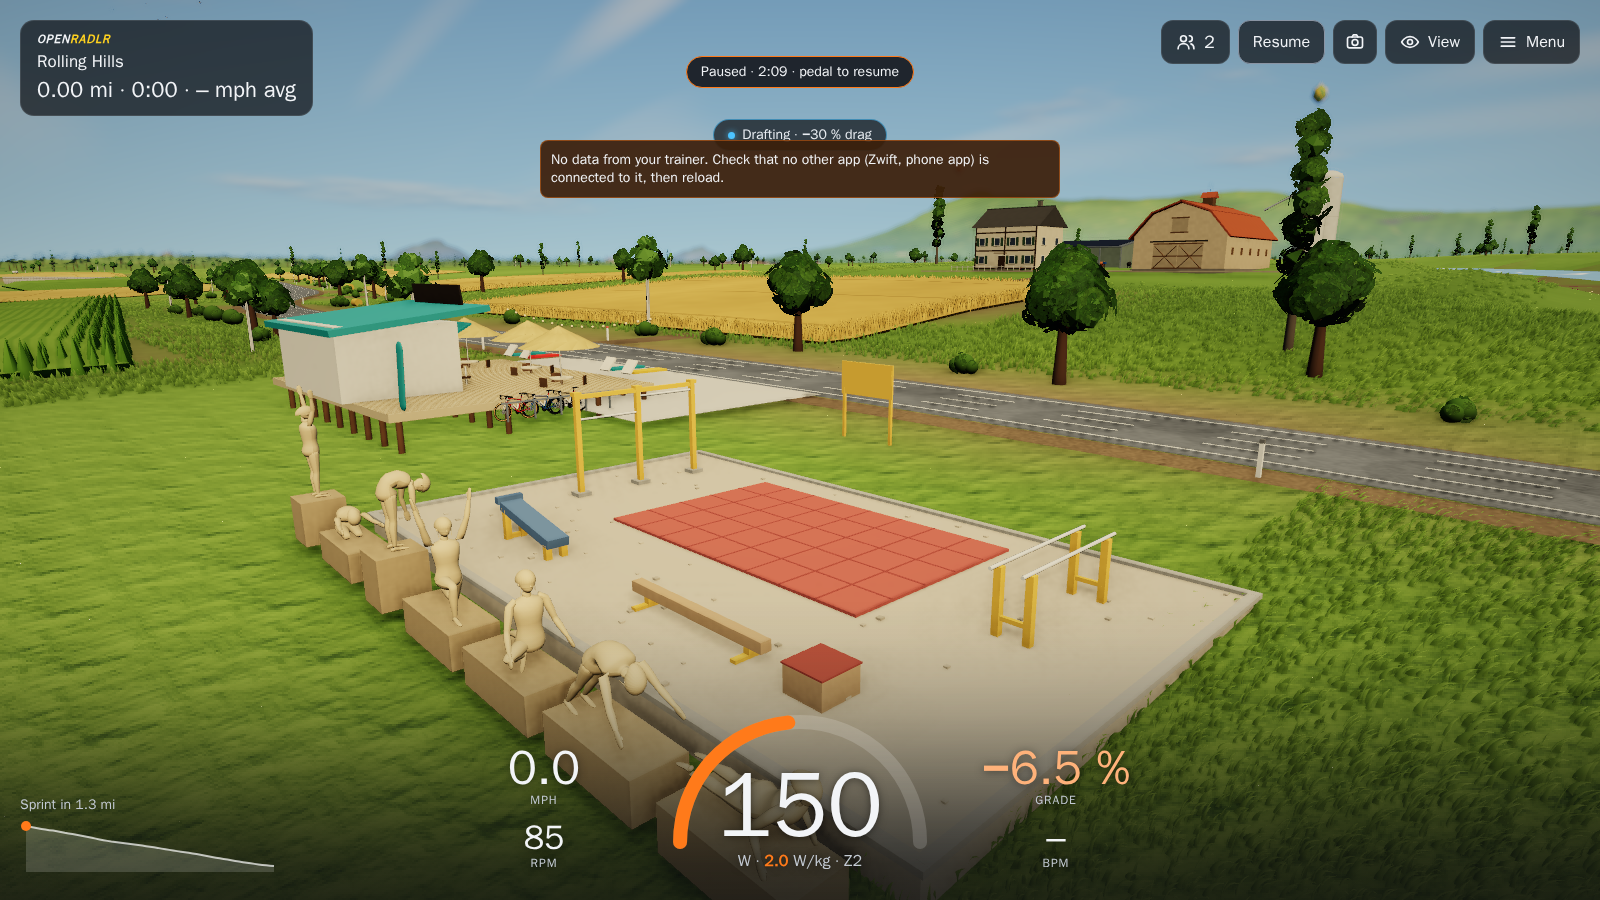 OPENRADLR
Rolling Hills
0.00 mi · 0:00 · – mph avg
Paused · 2:09 · pedal to resume
2
Resume
View
Menu
Drafting · −30 % drag
No data from your trainer. Check that no other app (Zwift, phone app) is
connected to it, then reload.
Sprint in 1.3 mi
0.0
MPH
85
RPM
150
W · 2.0 W/kg · Z2
−6.5 %
GRADE
–
BPM